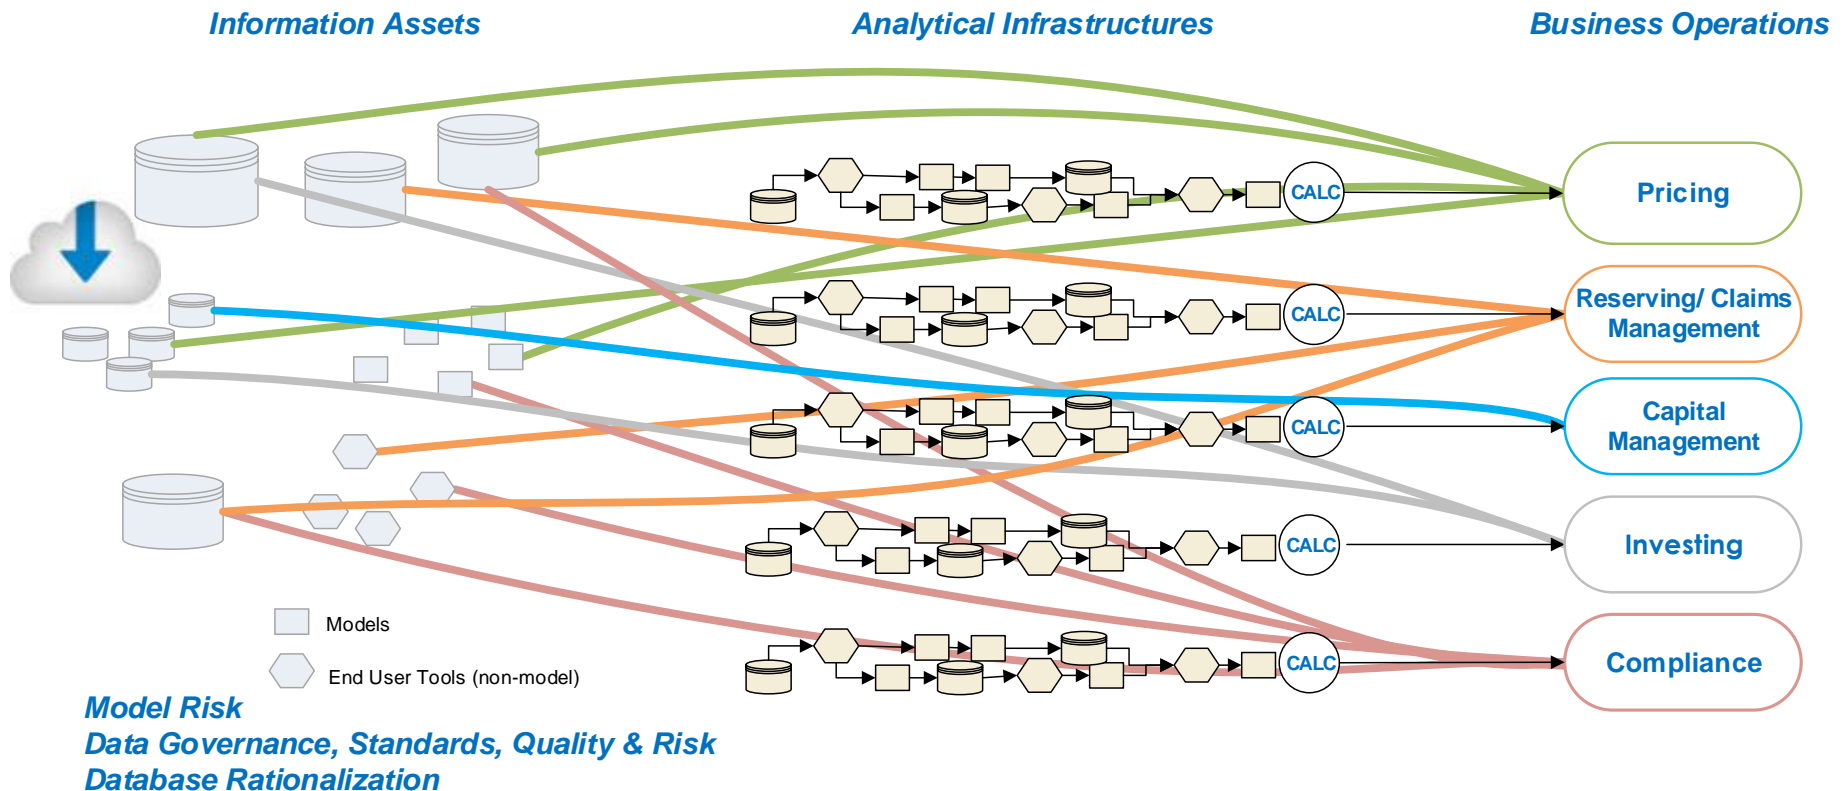 Information Assets
Analytical Infrastructures
Business Operations
CALC
Pricing
CALC
Reserving/ Claims
Management
CALC
Capital
Management
CALC
Investing
CALC
Compliance
Models
End User Tools (non-model)
Model Risk
Data Governance, Standards, Quality & Risk
Database Rationalization